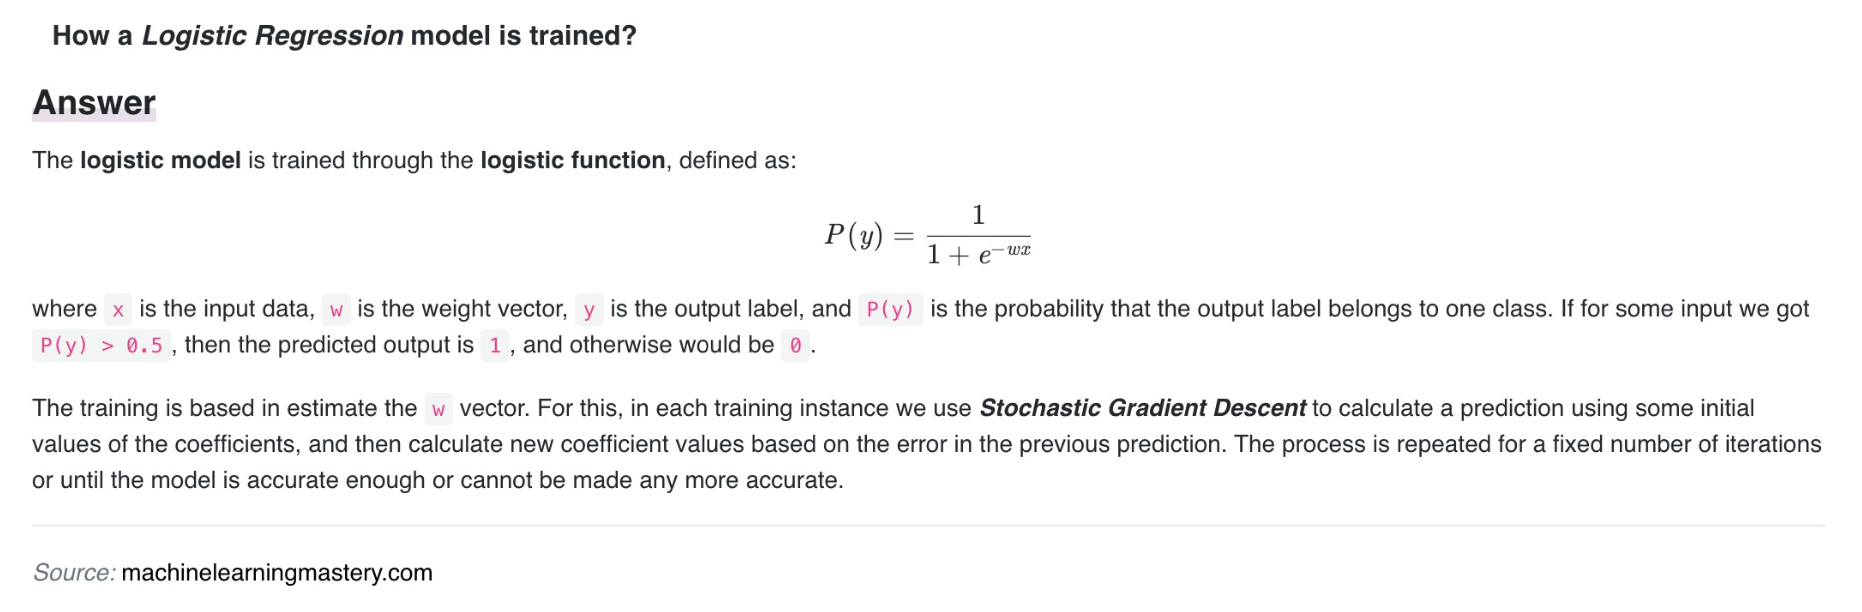 How a Logistic Regression model is trained?
Answer
The logistic model is trained through the logistic function, defined as:
P(y) = 1 / (1 + e^{-wx})
where x is the input data, w is the weight vector, y is the output label, and P(y) is the probability that the output label belongs to one class. If for some input we got
P(y) > 0.5 , then the predicted output is 1 , and otherwise would be 0 .
The training is based in estimate the w vector. For this, in each training instance we use Stochastic Gradient Descent to calculate a prediction using some initial
values of the coefficients, and then calculate new coefficient values based on the error in the previous prediction. The process is repeated for a fixed number of iterations
or until the model is accurate enough or cannot be made any more accurate.
Source: machinelearningmastery.com